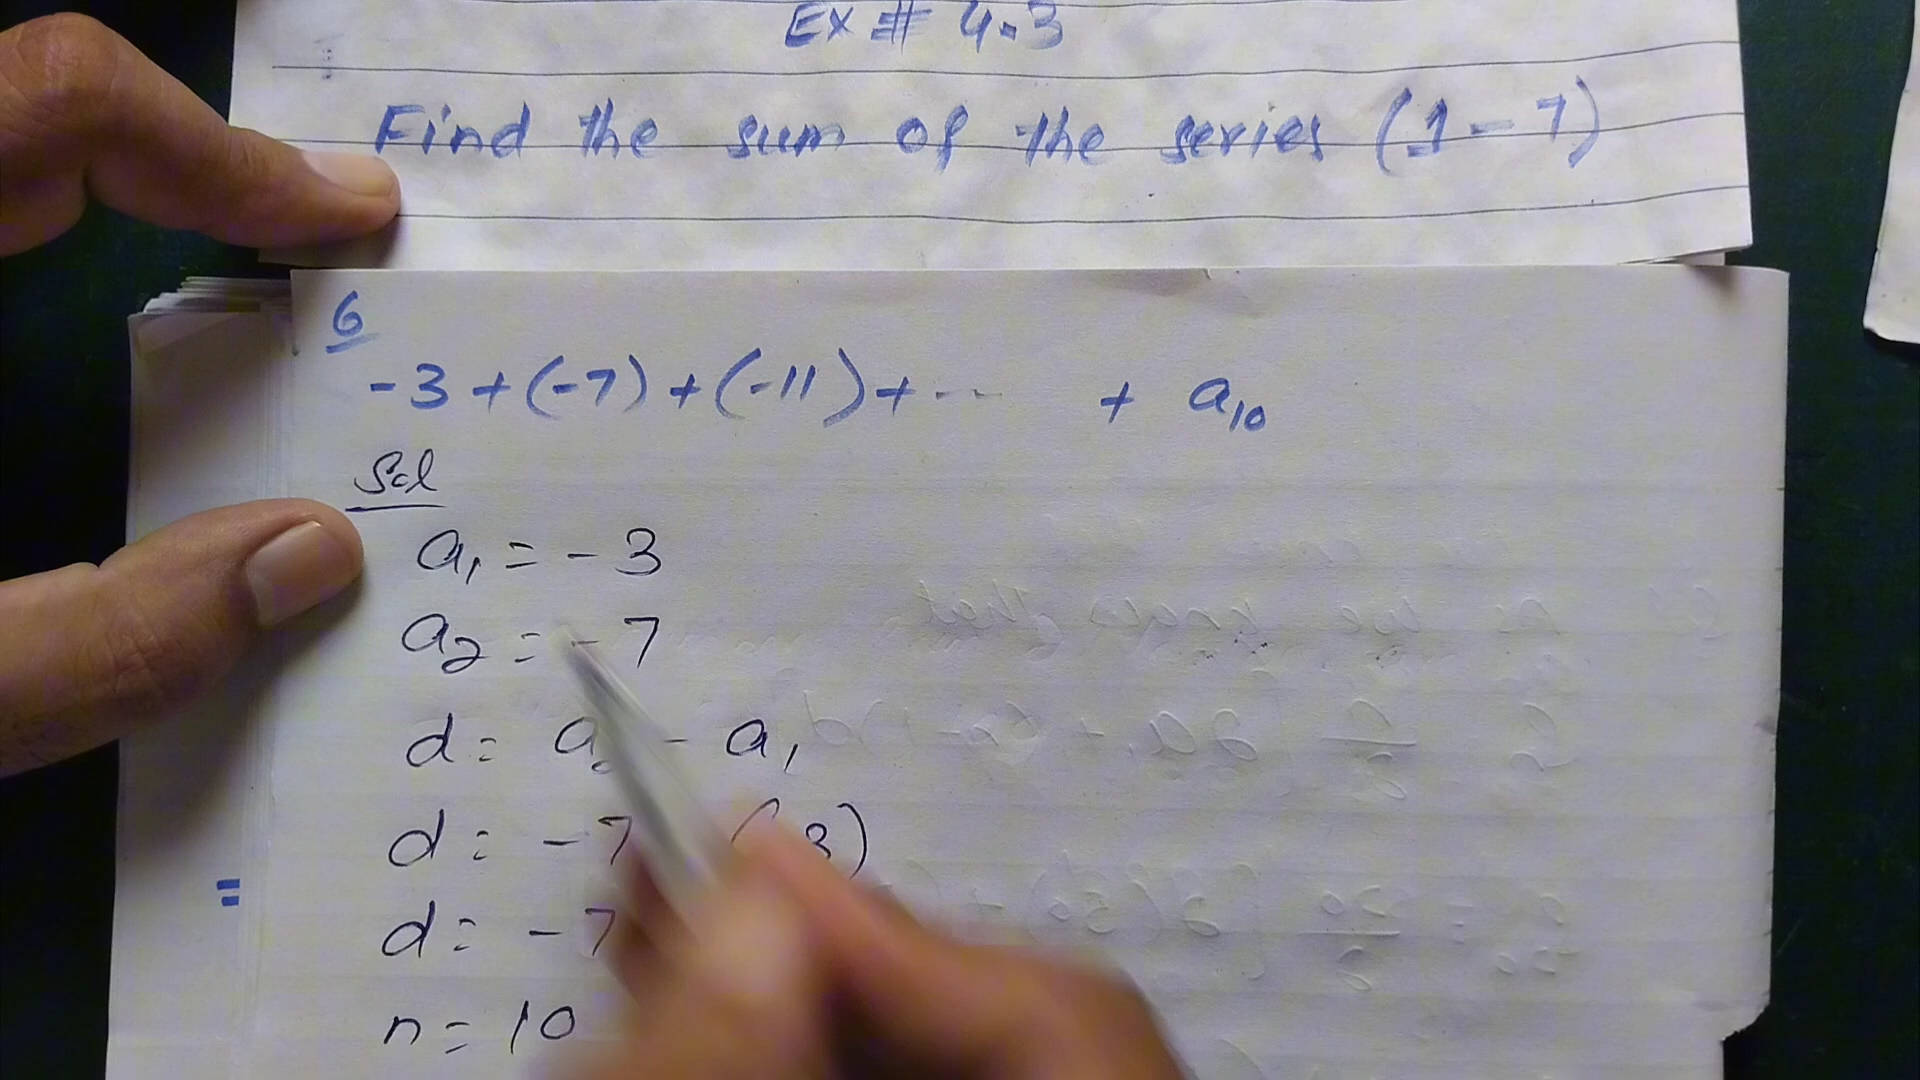 Ex # 4.3
Find the sum of the series (1-7)
6
-3+(-7)+(-11)+... + a₁₀
Sol
a₁ = -3
a₂ = -7
d = a₂ - a₁
d = -7 (-3)
d = -7
n = 10